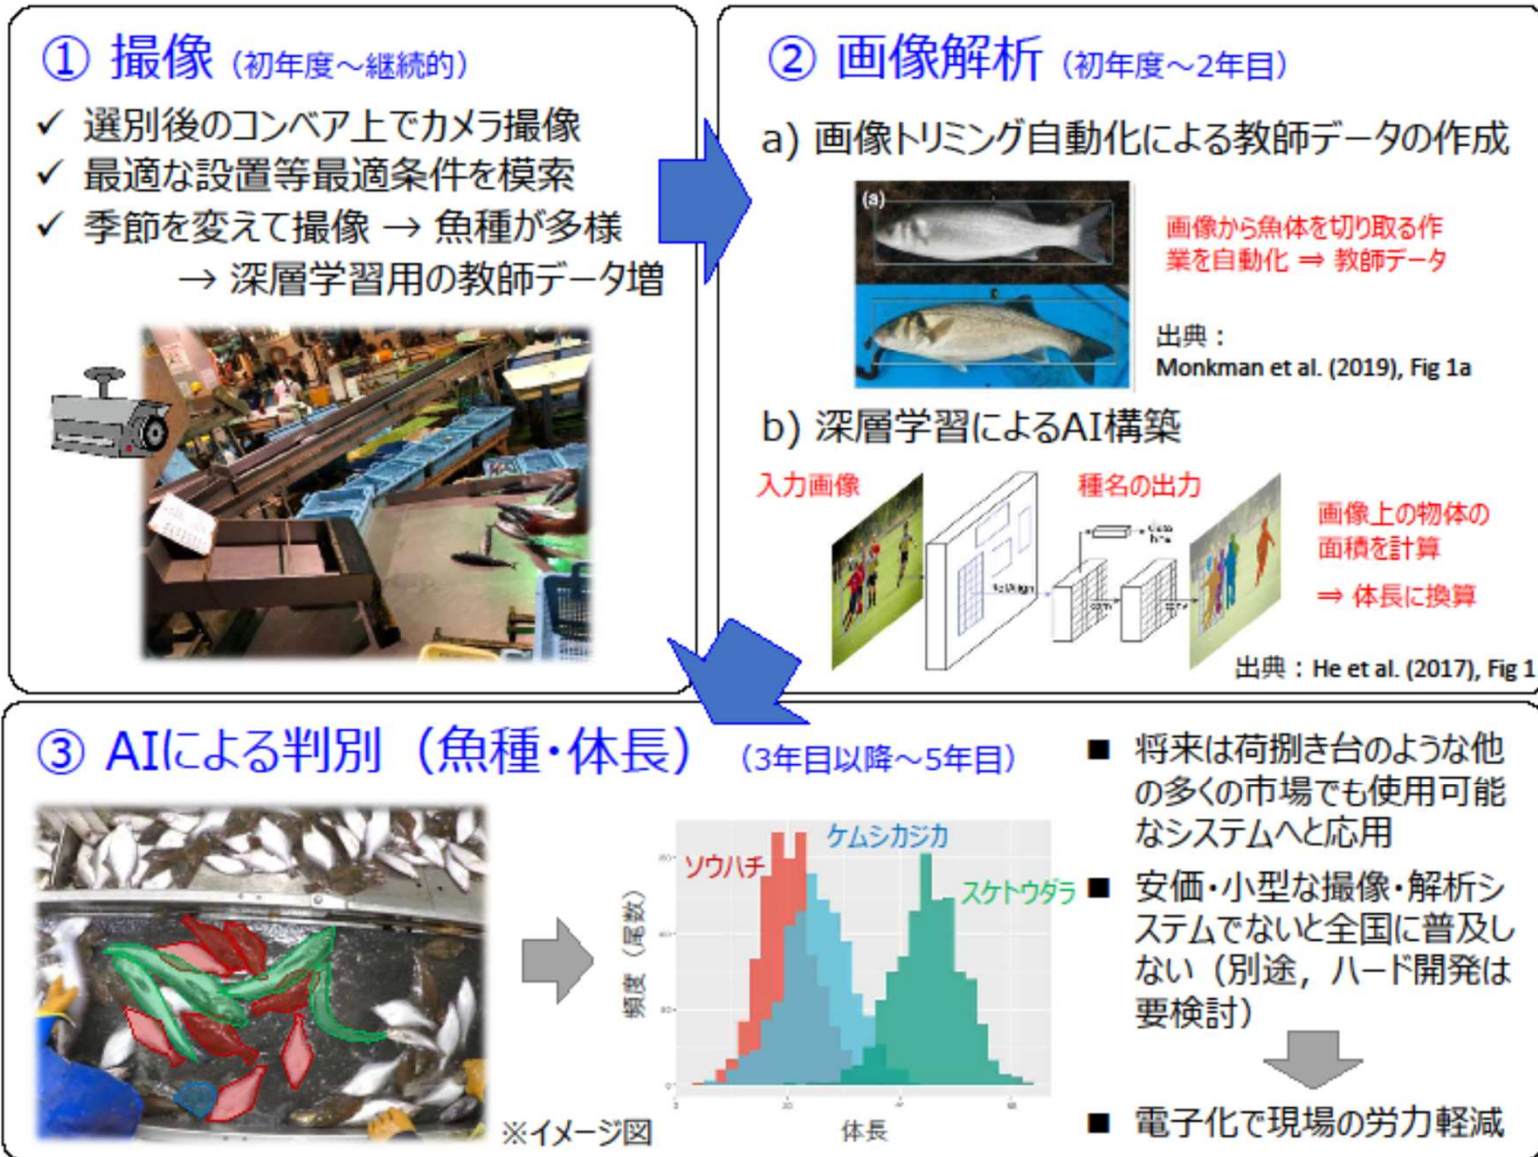 ① 撮像（初年度～継続的）
✓ 選別後のコンベア上でカメラ撮像
✓ 最適な設置等最適条件を模索
✓ 季節を変えて撮像 → 魚種が多様
→ 深層学習用の教師データ増
② 画像解析（初年度～2年目）
a) 画像トリミング自動化による教師データの作成
(a)
画像から魚体を切り取る作
業を自動化 ⇒ 教師データ
出典：
Monkman et al. (2019), Fig 1a
b) 深層学習によるAI構築
入力画像
種名の出力
class
box
RoIAlign
conv
conv
画像上の物体の
面積を計算
⇒ 体長に換算
出典：He et al. (2017), Fig 1
③ AIによる判別（魚種・体長）（3年目以降～5年目）
※イメージ図
ソウハチ
ケムシカジカ
スケトウダラ
頻度（尾数）
体長
■ 将来は荷捌き台のような他
の多くの市場でも使用可能
なシステムへと応用
■ 安価・小型な撮像・解析シ
ステムでないと全国に普及し
ない（別途，ハード開発は
要検討）
■ 電子化で現場の労力軽減